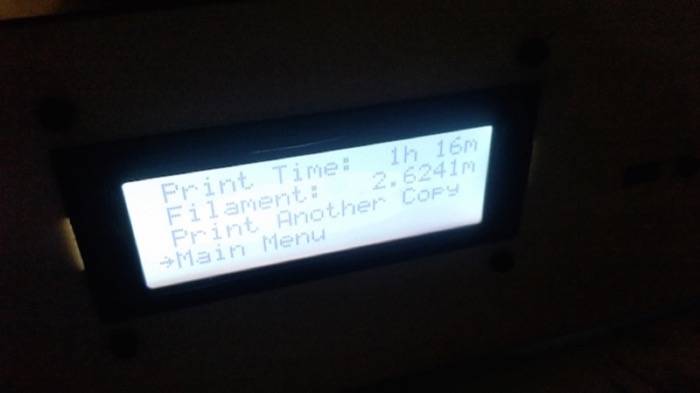 Print Time: 1h 16m
Filament: 2.6241m
Print Another Copy
→Main Menu